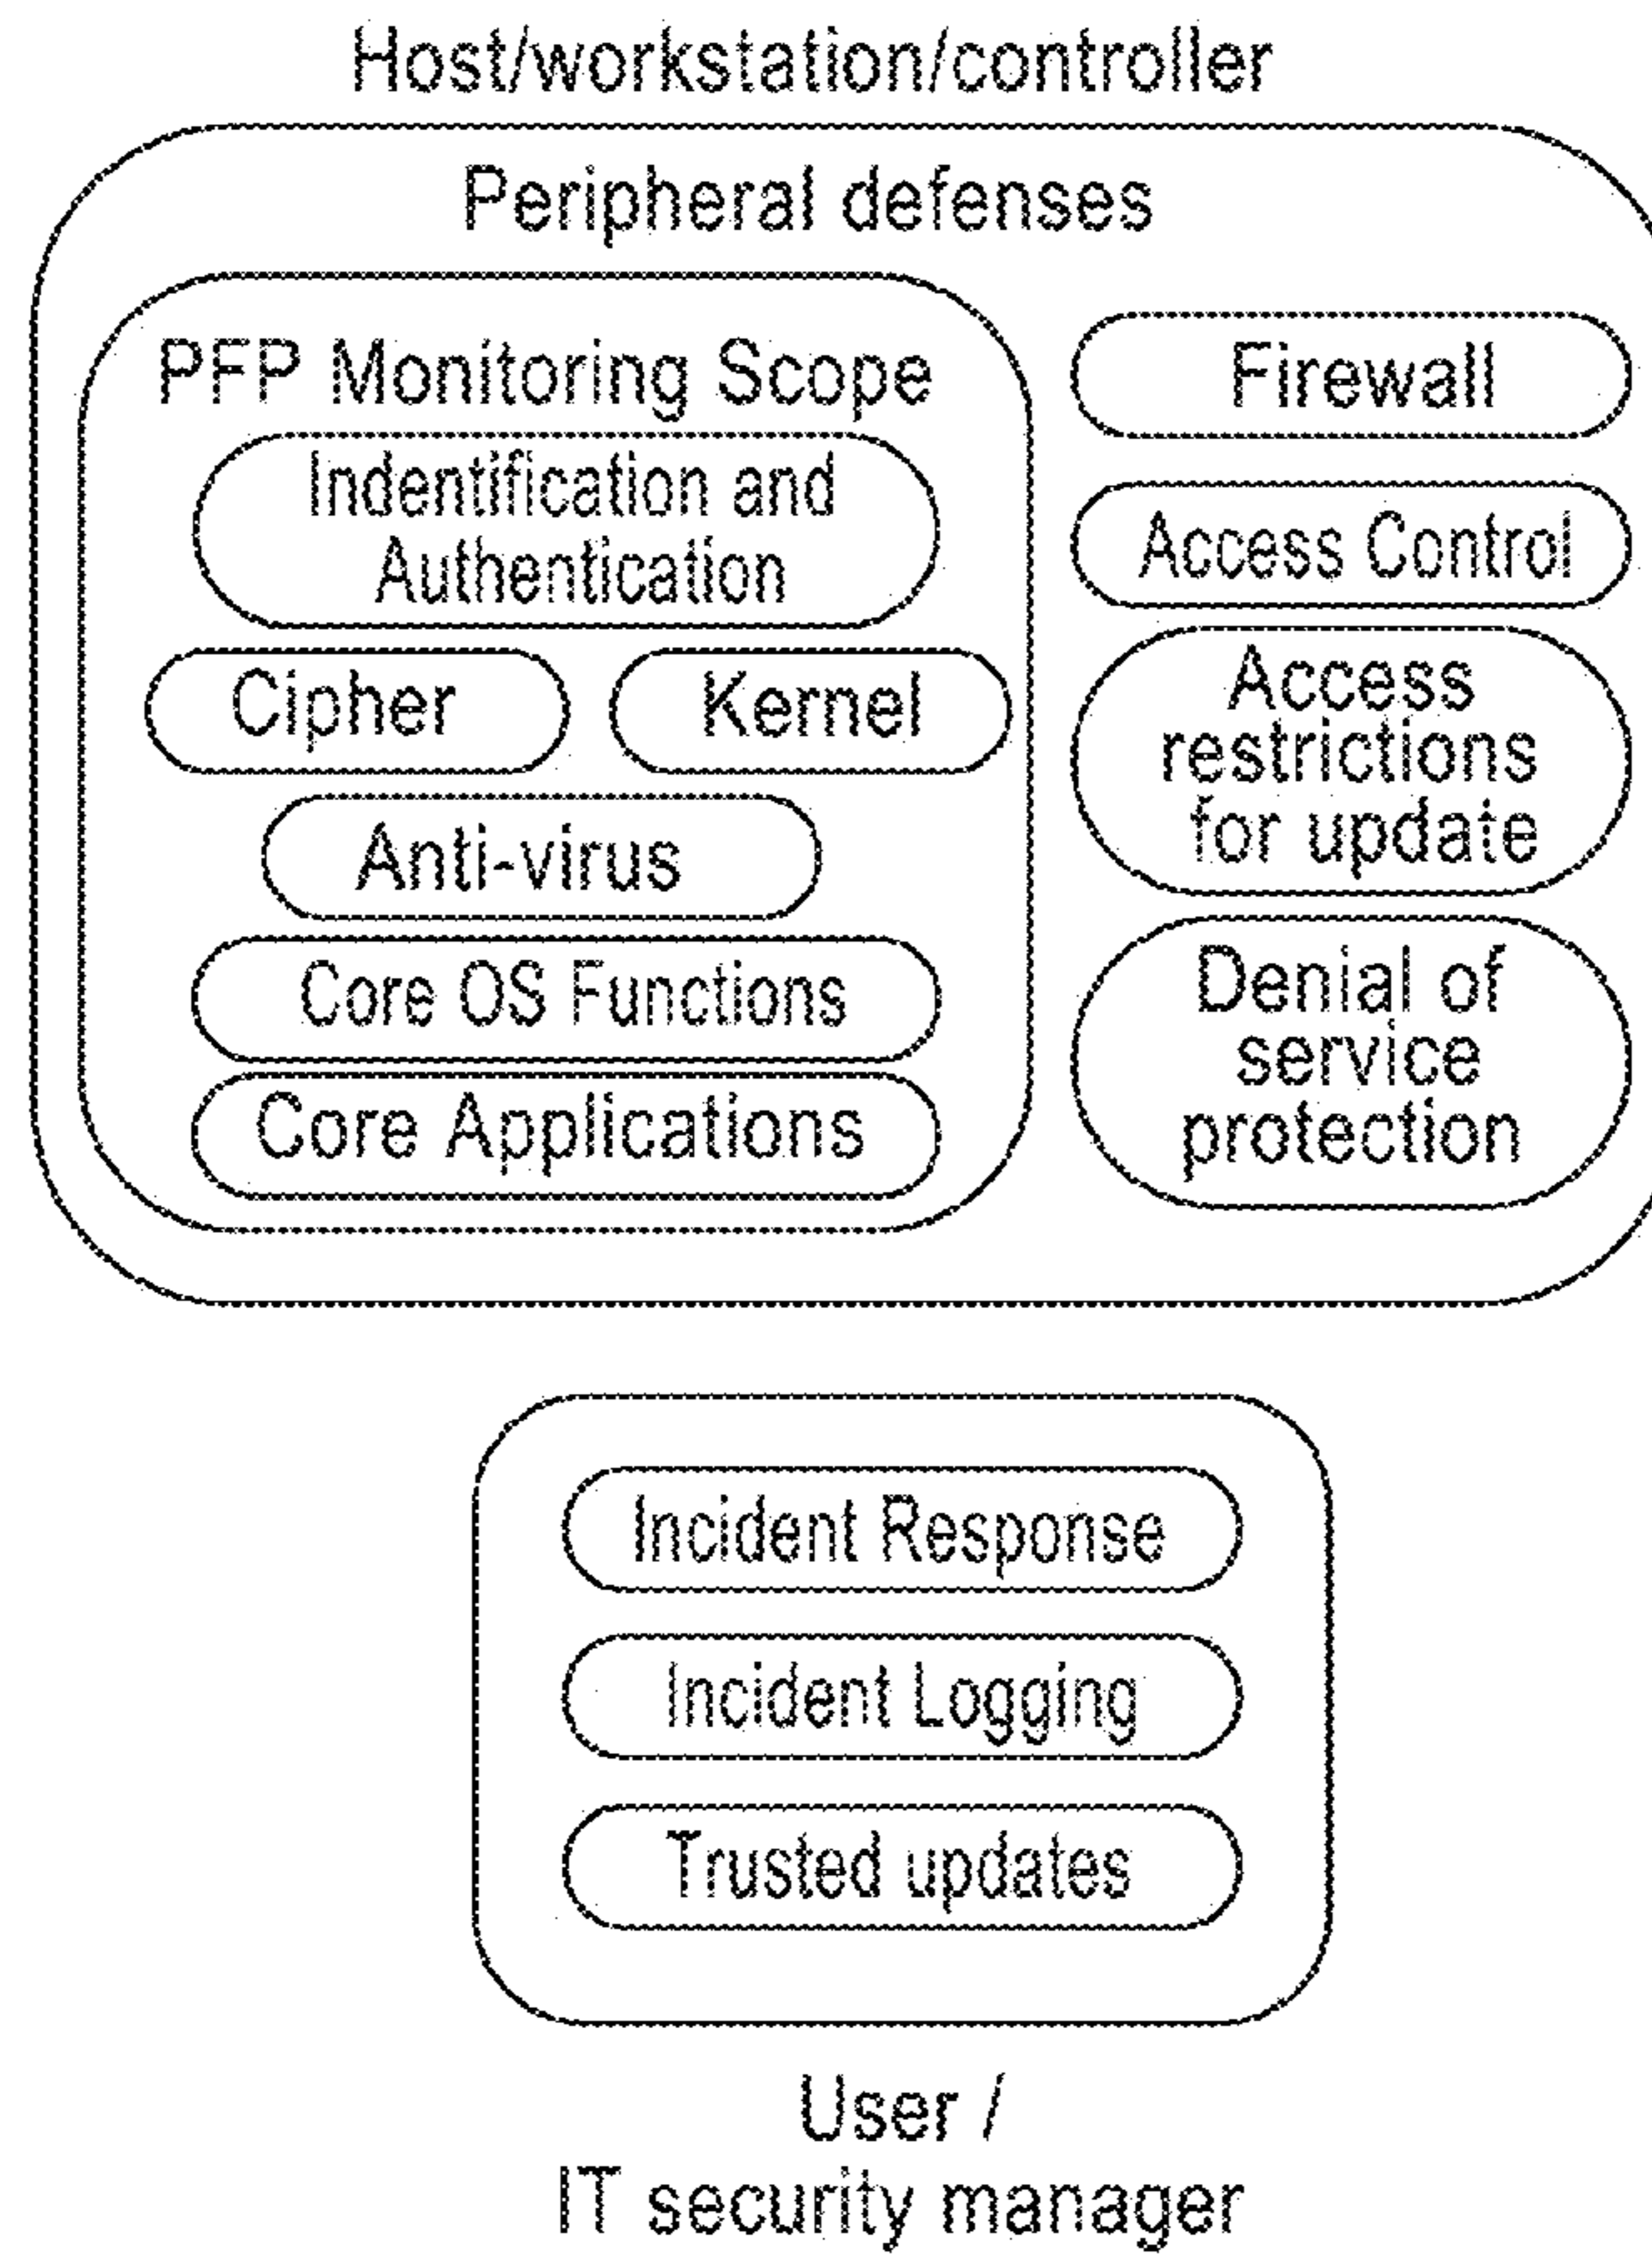 Host/workstation/controller
Peripheral defenses
PFP Monitoring Scope
Indentification and
Authentication
Cipher
Kernel
Anti-virus
Core OS Functions
Core Applications
Firewall
Access Control
Access
restrictions
for update
Denial of
service
protection
Incident Response
Incident Logging
Trusted updates
User /
IT security manager